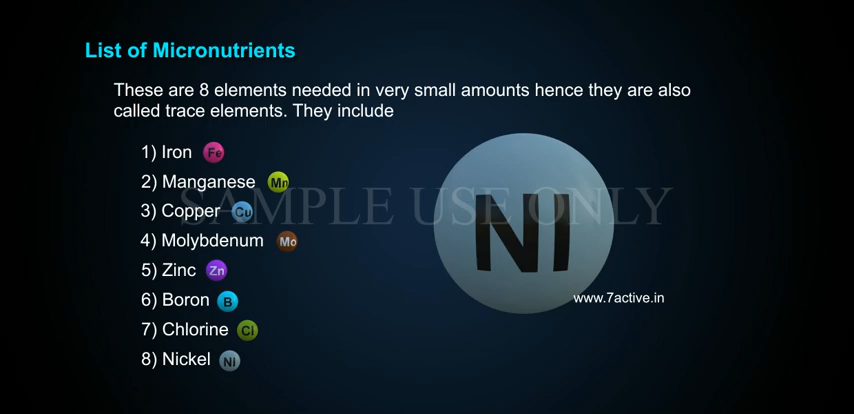 List of Micronutrients
These are 8 elements needed in very small amounts hence they are also
called trace elements. They include
1) Iron Fe
2) Manganese Mn
3) Copper Cu
4) Molybdenum Mo
5) Zinc Zn
6) Boron B
7) Chlorine Ci
8) Nickel Ni
SAMPLE USE ONLY
NI
www.7active.in